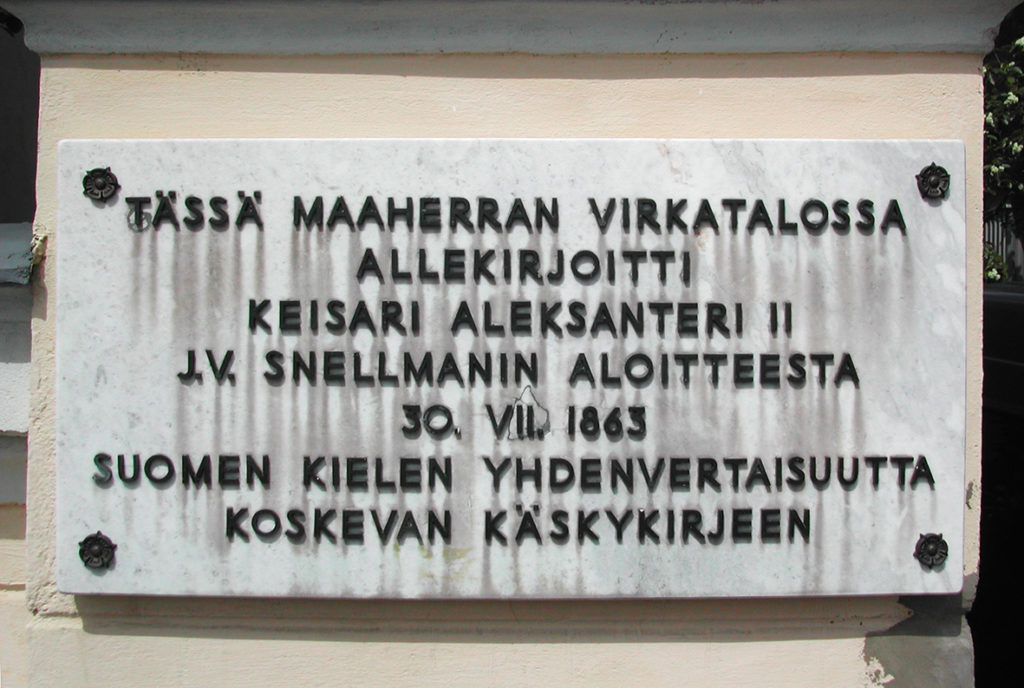 TÄSSÄ MAAHERRAN VIRKATALOSSA
ALLEKIRJOITTI
KEISARI ALEKSANTERI II
J.V. SNELLMANIN ALOITTEESTA
30. VII. 1863
SUOMEN KIELEN YHDENVERTAISUUTTA
KOSKEVAN KÄSKYKIRJEEN